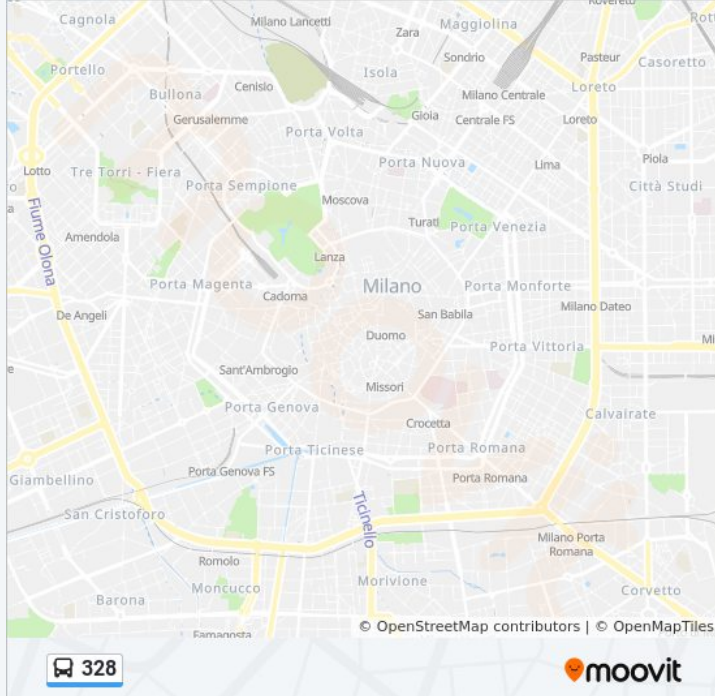 Rovereto
Cagnola
Milano Lancetti
Zara
Maggiolina
Sondrio
Pasteur
Casoretto
Portello
Isola
Bullona
Cenisio
Milano Centrale
Loreto
Gerusalemme
Gioia
Centrale FS
Loreto
Porta Volta
Lotto
Tre Torri - Fiera
Porta Nuova
Lima
Piola
Porta Sempione
Città Studi
Moscova
Fiume Olona
Turati
Porta Venezia
Amendola
Lanza
Porta Magenta
Milano
Porta Monforte
Cadorna
De Angeli
San Babila
Milano Dateo
Duomo
Porta Vittoria
Sant'Ambrogio
Missori
Porta Genova
Crocetta
Calvairate
Porta Ticinese
Porta Romana
Giambellino
Porta Genova FS
Porta Romana
San Cristoforo
Ticinello
Milano Porta
Romana
Romolo
Morivione
Moncucco
Corvetto
Barona
Famagosta
© OpenStreetMap contributors | © OpenMapTiles
328
moovit